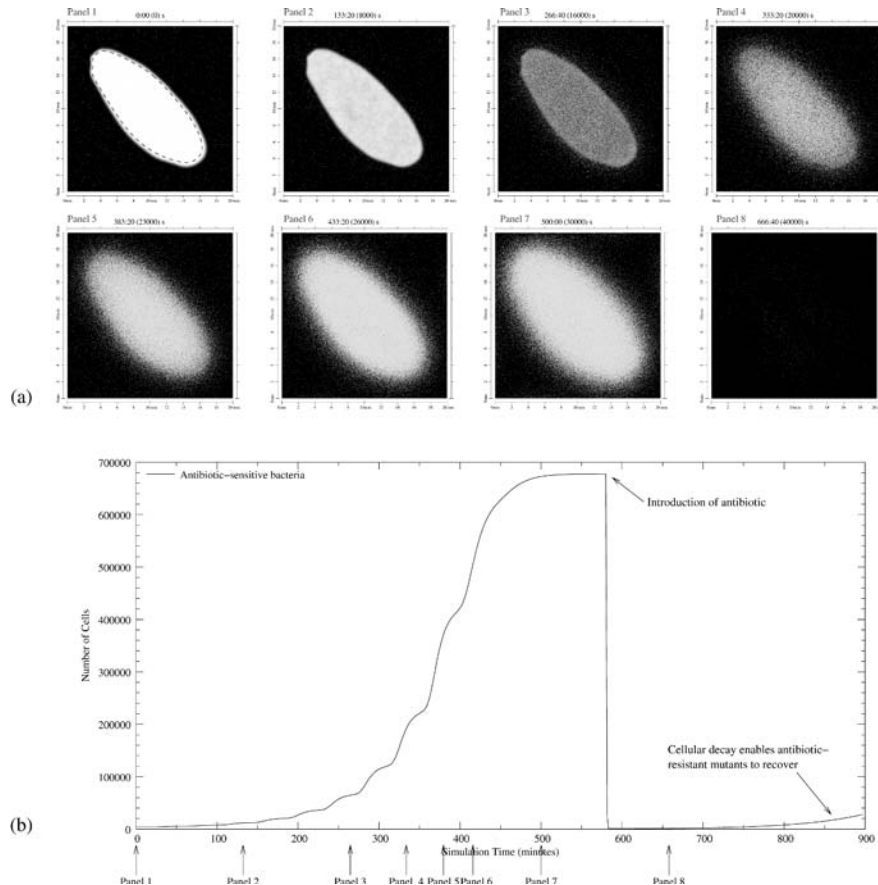 Panel 1
0:00 (0) s
Panel 2
133:20 (8000) s
Panel 3
266:40 (16000) s
Panel 4
333:20 (20000) s
Panel 5
383:20 (23000) s
Panel 6
433:20 (26000) s
Panel 7
500:00 (30000) s
Panel 8
666:40 (40000) s
(a)
700000
600000
500000
400000
300000
200000
100000
0
Number of Cells
Antibiotic-sensitive bacteria
Introduction of antibiotic
Cellular decay enables antibiotic-
resistant mutants to recover
(b)
0 100 200 300 400 500 600 700 800 900
Simulation Time (minutes)
Panel 1 Panel 2 Panel 3 Panel 4 Panel 5 Panel 6 Panel 7 Panel 8